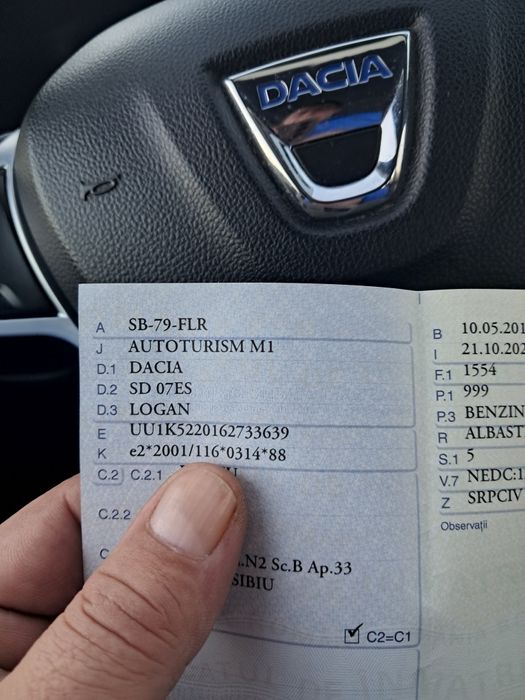 DACIA
A SB-79-FLR
J AUTOTURISM M1
D.1 DACIA
D.2 SD 07ES
D.3 LOGAN
E UU1K5220162733639
K e2*2001/116*0314*88
C.2 C.2.1
C.2.2
.N2 Sc.B Ap.33
SIBIU
C2=C1
B 10.05.201
I 21.10.202
F.1 1554
P.1 999
P.3 BENZIN
R ALBAST
S.1 5
V.7 NEDC:1
Z SRPCIV
Observații